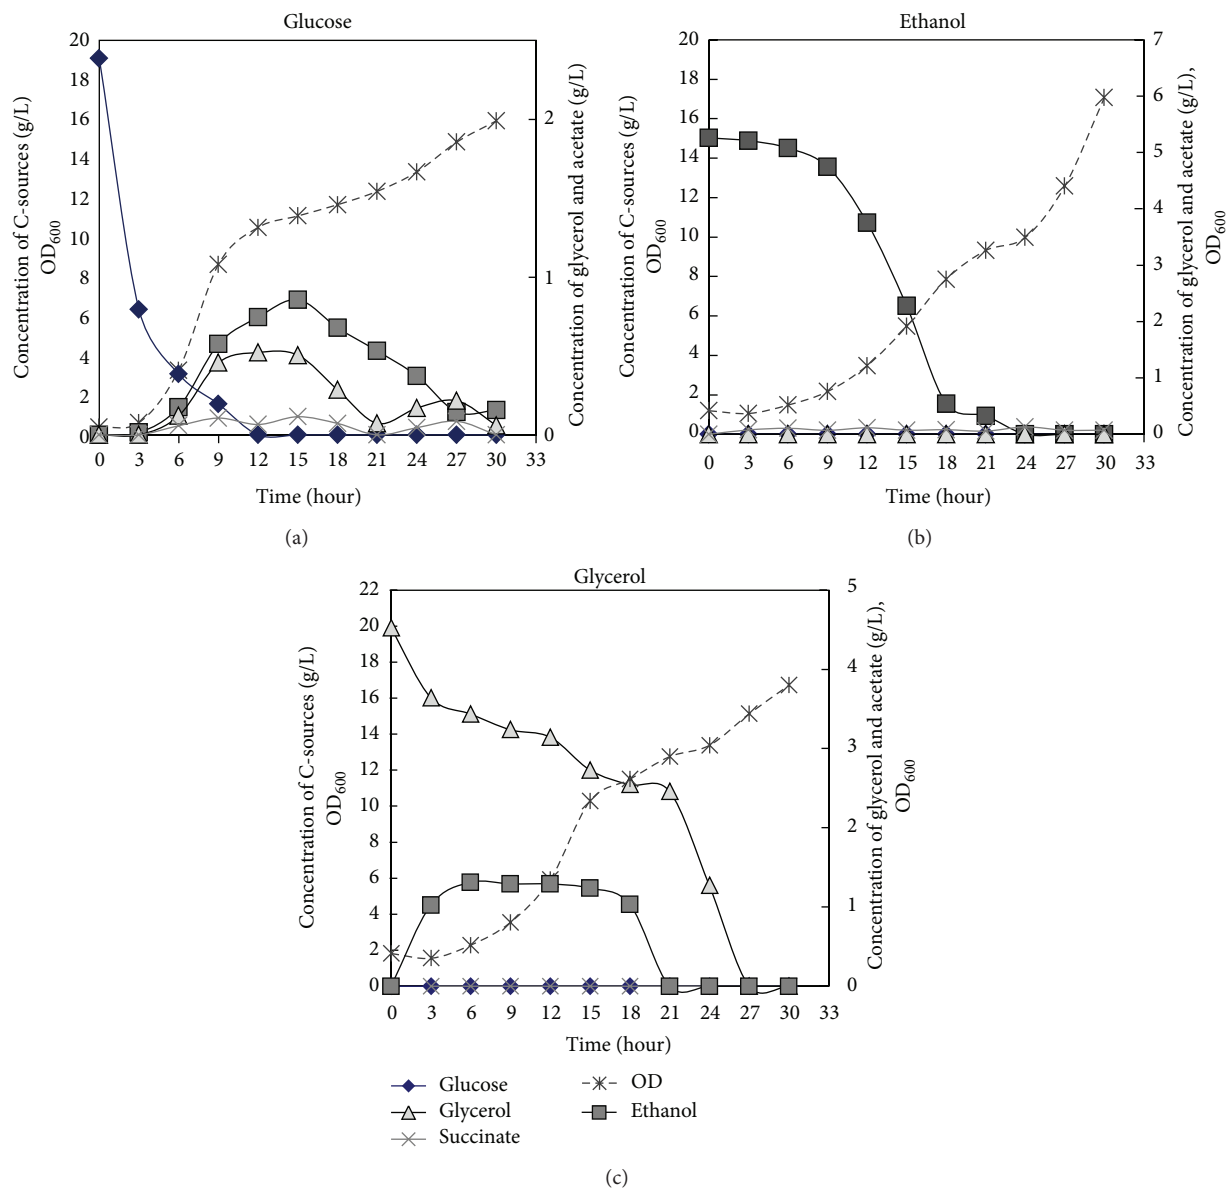 Glucose
20
18
16
14
12
10
8
6
4
2
0
2
1
0
0 3 6 9 12 15 18 21 24 27 30 33
Concentration of C-sources (g/L)
OD600
Concentration of glycerol and acetate (g/L)
Time (hour)
(a)
Ethanol
20
18
16
14
12
10
8
6
4
2
0
7
6
5
4
3
2
1
0
0 3 6 9 12 15 18 21 24 27 30 33
Concentration of C-sources (g/L)
OD600
Concentration of glycerol and acetate (g/L),
OD600
Time (hour)
(b)
Glycerol
22
20
18
16
14
12
10
8
6
4
2
0
5
4
3
2
1
0
0 3 6 9 12 15 18 21 24 27 30 33
Concentration of C-sources (g/L)
OD600
Concentration of glycerol and acetate (g/L),
OD600
Time (hour)
Glucose
Glycerol
Succinate
OD
Ethanol
(c)